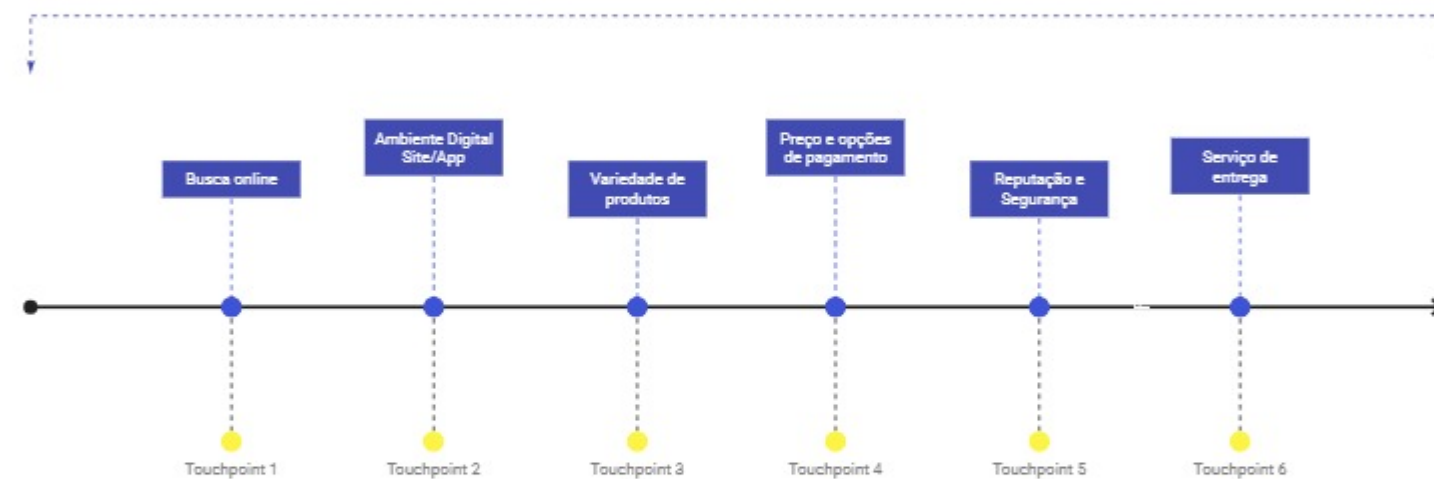 Busca online
Ambiente Digital
Site/App
Variedade de
produtos
Preço e opções
de pagamento
Reputação e
Segurança
Serviço de
entrega
Touchpoint 1
Touchpoint 2
Touchpoint 3
Touchpoint 4
Touchpoint 5
Touchpoint 6